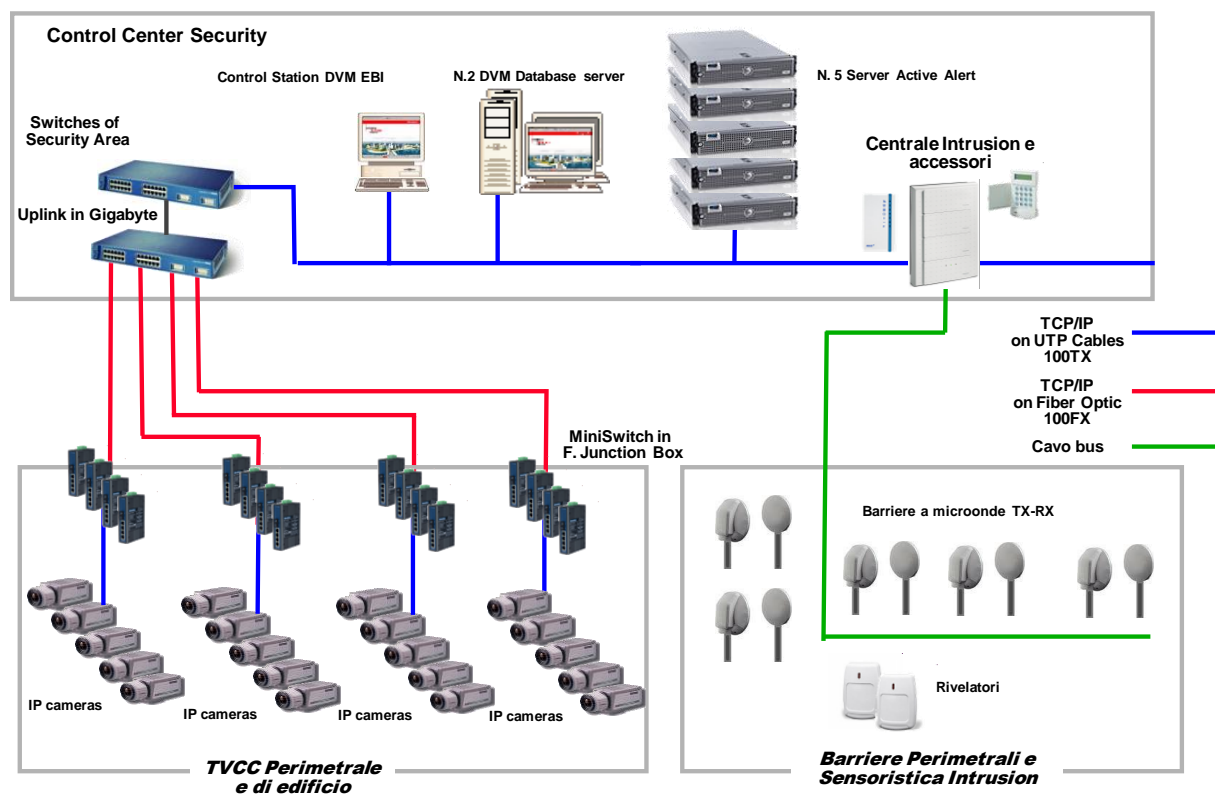 Control Center Security
Control Station DVM EBI
N.2 DVM Database server
N. 5 Server Active Alert
Switches of
Security Area
Centrale Intrusion e
accessori
Uplink in Gigabyte
TCP/IP
on UTP Cables
100TX
TCP/IP
on Fiber Optic
100FX
Cavo bus
MiniSwitch in
F. Junction Box
Barriere a microonde TX-RX
Rivelatori
IP cameras
IP cameras
IP cameras
IP cameras
TVCC Perimetrale
e di edificio
Barriere Perimetrali e
Sensoristica Intrusion